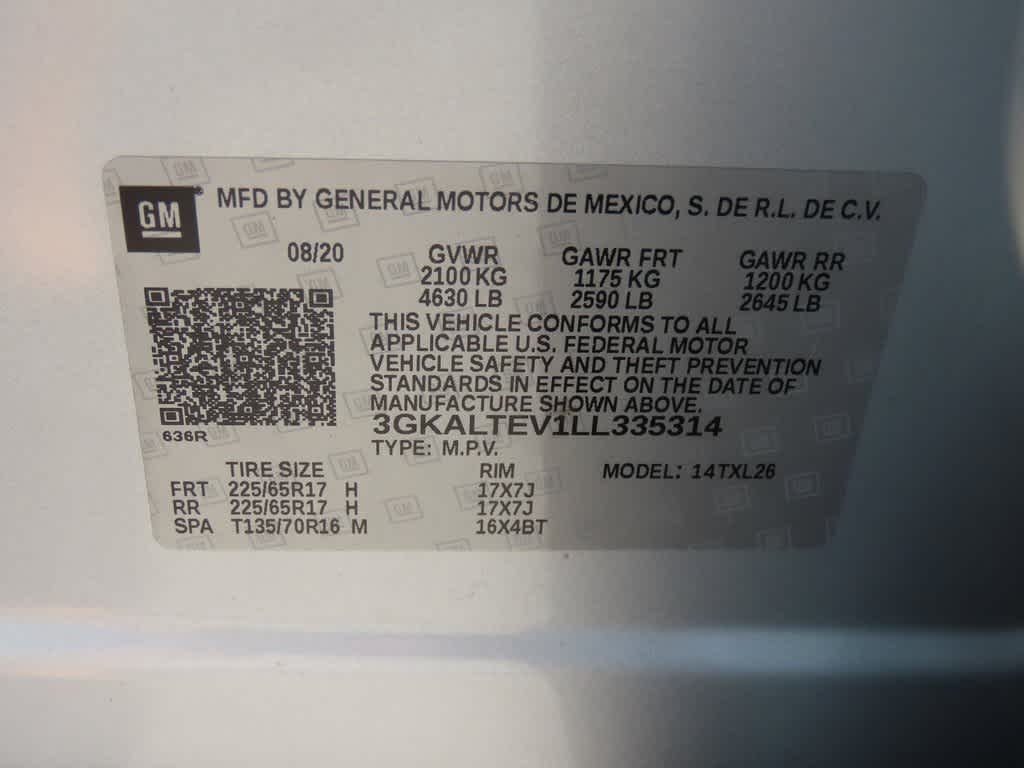 GM® MFD BY GENERAL MOTORS DE MEXICO, S. DE R.L. DE C.V.
08/20 GVWR GAWR FRT GAWR RR
2100 KG 1175 KG 1200 KG
4630 LB 2590 LB 2645 LB
THIS VEHICLE CONFORMS TO ALL
APPLICABLE U.S. FEDERAL MOTOR
VEHICLE SAFETY AND THEFT PREVENTION
STANDARDS IN EFFECT ON THE DATE OF
MANUFACTURE SHOWN ABOVE.
3GKALTEV1LL335314
636R TYPE: M.P.V.
TIRE SIZE RIM MODEL: 14TXL26
FRT 225/65R17 H 17X7J
RR 225/65R17 H 17X7J
SPA T135/70R16 M 16X4BT